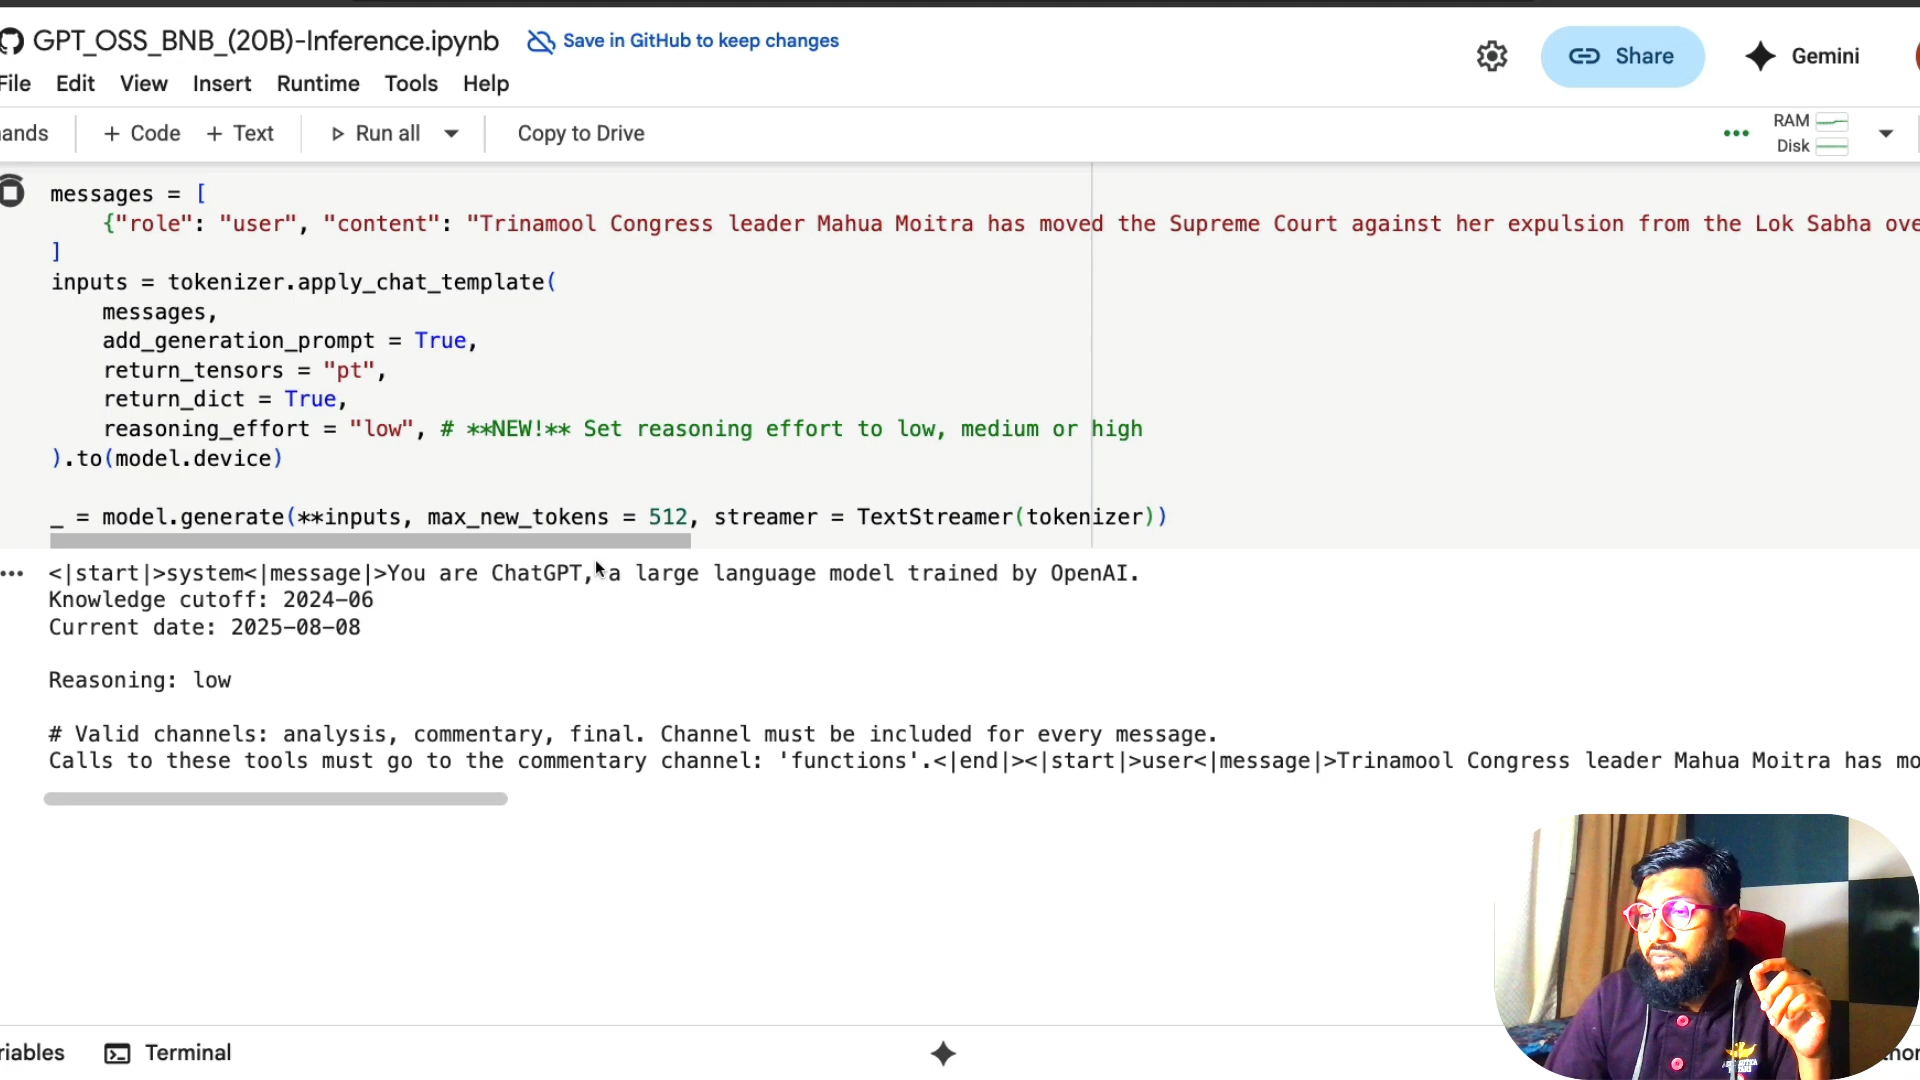 GPT_OSS_BNB_(20B)-Inference.ipynb
Save in GitHub to keep changes
Share
Gemini
File Edit View Insert Runtime Tools Help
ands
+ Code + Text
Run all
Copy to Drive
RAM
Disk
messages = [
{"role": "user", "content": "Trinamool Congress leader Mahua Moitra has moved the Supreme Court against her expulsion from the Lok Sabha ove
]
inputs = tokenizer.apply_chat_template(
messages,
add_generation_prompt = True,
return_tensors = "pt",
return_dict = True,
reasoning_effort = "low", # **NEW!** Set reasoning effort to low, medium or high
).to(model.device)
_ = model.generate(**inputs, max_new_tokens = 512, streamer = TextStreamer(tokenizer))
<|start|>system<|message|>You are ChatGPT, a large language model trained by OpenAI.
Knowledge cutoff: 2024-06
Current date: 2025-08-08
Reasoning: low
# Valid channels: analysis, commentary, final. Channel must be included for every message.
Calls to these tools must go to the commentary channel: 'functions'.<|end|><|start|>user<|message|>Trinamool Congress leader Mahua Moitra has mo
riables
Terminal